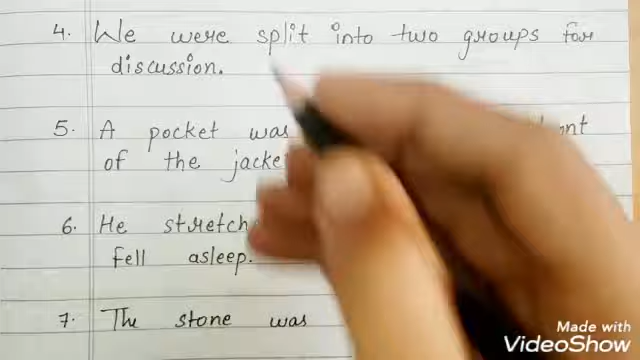 4. We were split into two groups for
discussion.
5. A pocket was
of the jacke
6. He stretch
fell asleep.
7. The stone was
Made with
VideoShow